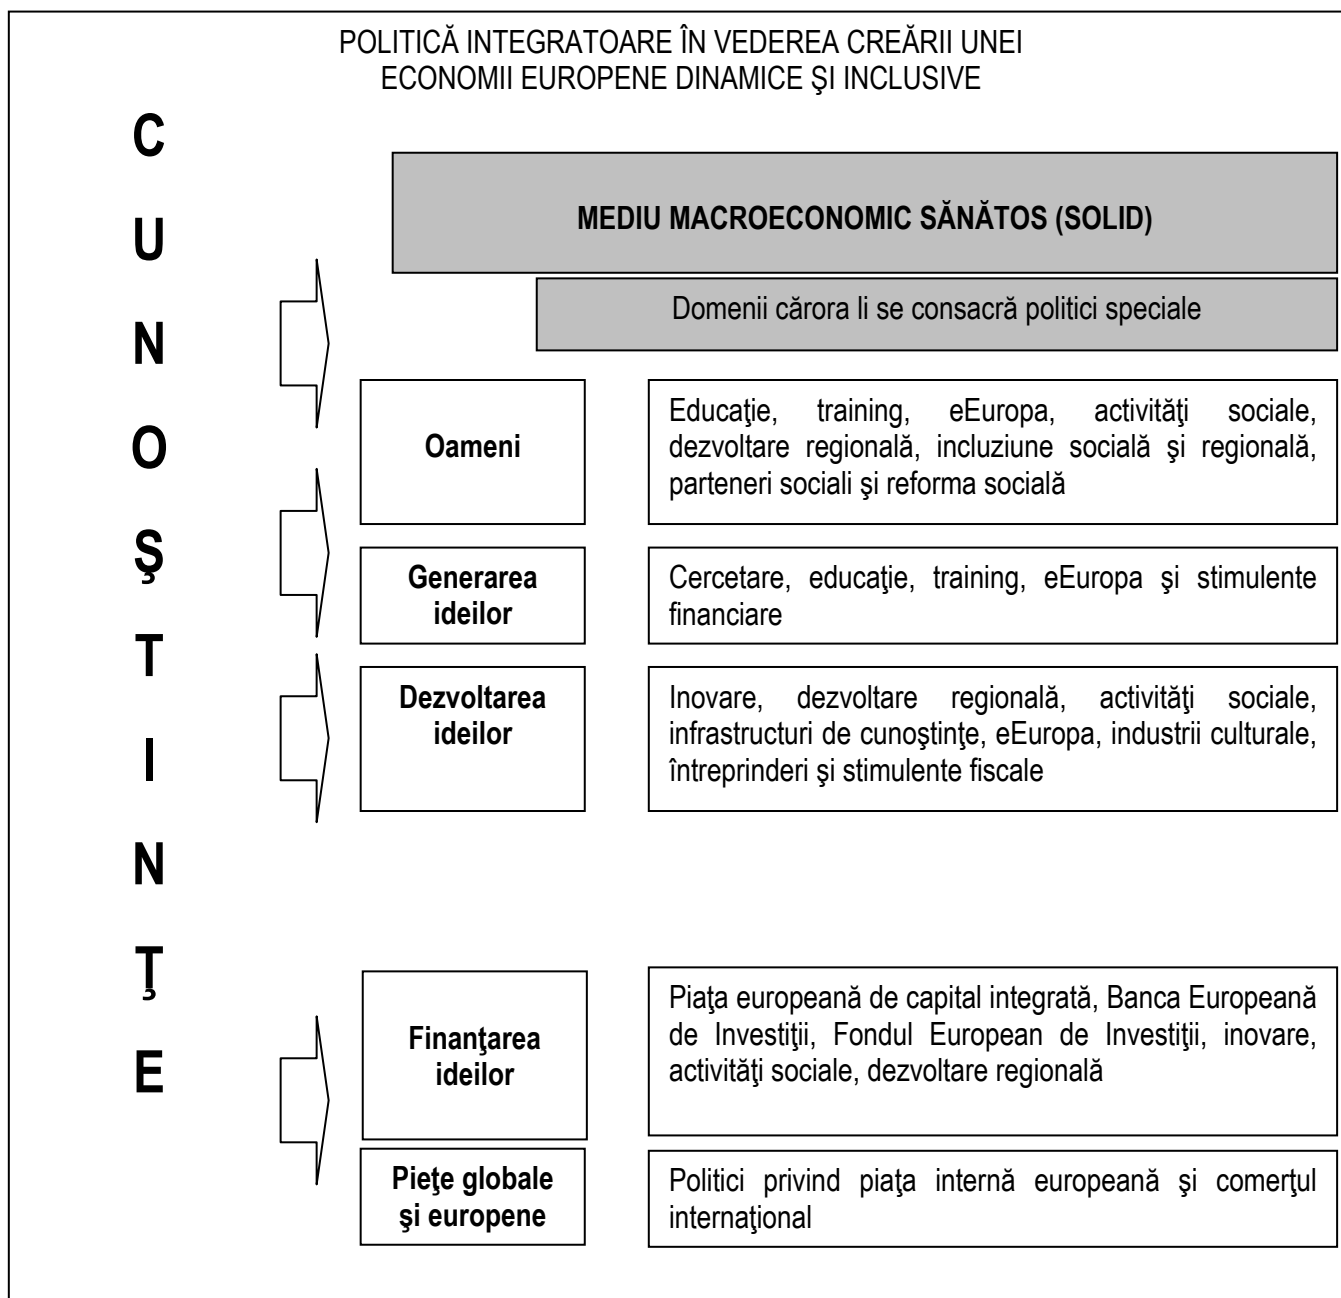 POLITICĂ INTEGRATOARE ÎN VEDEREA CREĂRII UNEI
ECONOMII EUROPENE DINAMICE ŞI INCLUSIVE
C
U
N
O
Ş
T
I
N
Ţ
E
MEDIU MACROECONOMIC SĂNĂTOS (SOLID)
Domenii cărora li se consacră politici speciale
Oameni
Educaţie, training, eEuropa, activităţi sociale,
dezvoltare regională, incluziune socială şi regională,
parteneri sociali şi reforma socială
Generarea
ideilor
Cercetare, educaţie, training, eEuropa şi stimulente
financiare
Dezvoltarea
ideilor
Inovare, dezvoltare regională, activităţi sociale,
infrastructuri de cunoştinţe, eEuropa, industrii culturale,
întreprinderi şi stimulente fiscale
Finanţarea
ideilor
Piaţa europeană de capital integrată, Banca Europeană
de Investiţii, Fondul European de Investiţii, inovare,
activităţi sociale, dezvoltare regională
Pieţe globale
şi europene
Politici privind piaţa internă europeană şi comerţul
internaţional